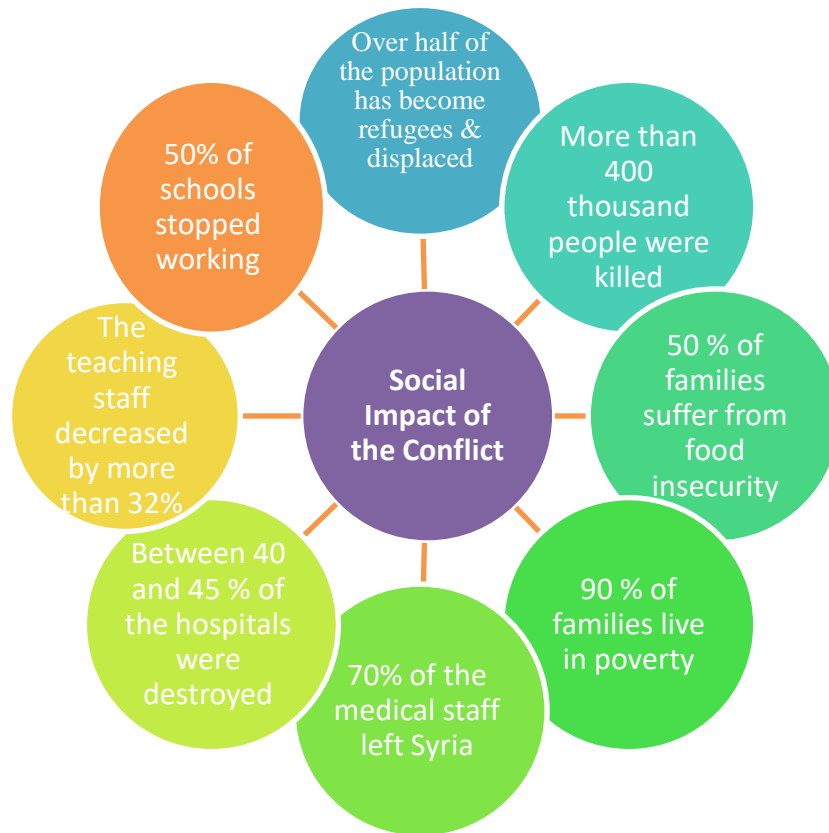 Over half of
the population
has become
refugees &
displaced
More than
400
thousand
people were
killed
50 % of
families
suffer from
food
insecurity
90 % of
families live
in poverty
70% of the
medical staff
left Syria
Between 40
and 45 % of
the hospitals
were
destroyed
The
teaching
staff
decreased
by more
than 32%
50% of
schools
stopped
working
Social
Impact of
the Conflict